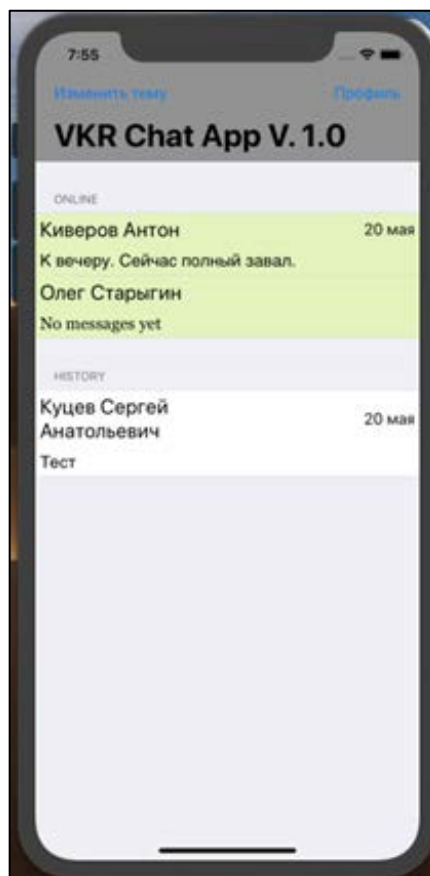 7:55
Изменить тему Профиль
VKR Chat App V. 1.0
ONLINE
Киверов Антон 20 мая
К вечеру. Сейчас полный завал.
Олег Старыгин
No messages yet
HISTORY
Куцев Сергей
Анатольевич 20 мая
Тест